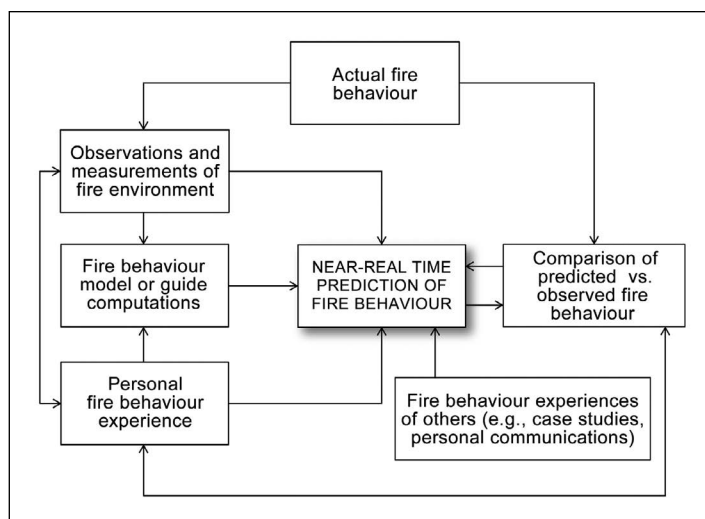 Actual fire
behaviour
Observations and
measurements of
fire environment
Fire behaviour
model or guide
computations
NEAR-REAL TIME
PREDICTION OF
FIRE BEHAVIOUR
Comparison of
predicted vs.
observed fire
behaviour
Personal
fire behaviour
experience
Fire behaviour experiences
of others (e.g., case studies,
personal communications)